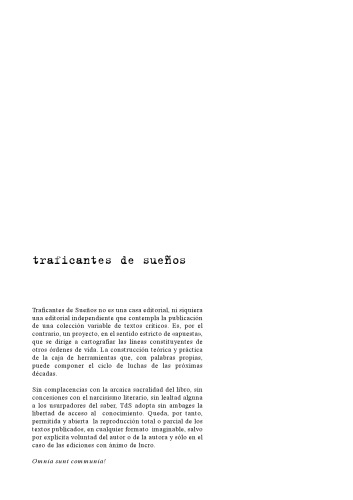 traficantes de sueños
Traficantes de Sueños no es una casa editorial, ni siquiera
una editorial independiente que contempla la publicación
de una colección variable de textos críticos. Es, por el
contrario, un proyecto, en el sentido estricto de «apuesta»,
que se dirige a cartografiar las líneas constituyentes de
otros órdenes de vida. La construcción teórica y práctica
de la caja de herramientas que, con palabras propias,
puede componer el ciclo de luchas de las próximas
décadas.
Sin complacencias con la arcaica sacralidad del libro, sin
concesiones con el narcisismo literario, sin lealtad alguna
a los usurpadores del saber, TdS adopta sin ambages la
libertad de acceso al conocimiento. Queda, por tanto,
permitida y abierta la reproducción total o parcial de los
textos publicados, en cualquier formato imaginable, salvo
por explícita voluntad del autor o de la autora y sólo en el
caso de las ediciones con ánimo de lucro.
Omnia sunt communia!